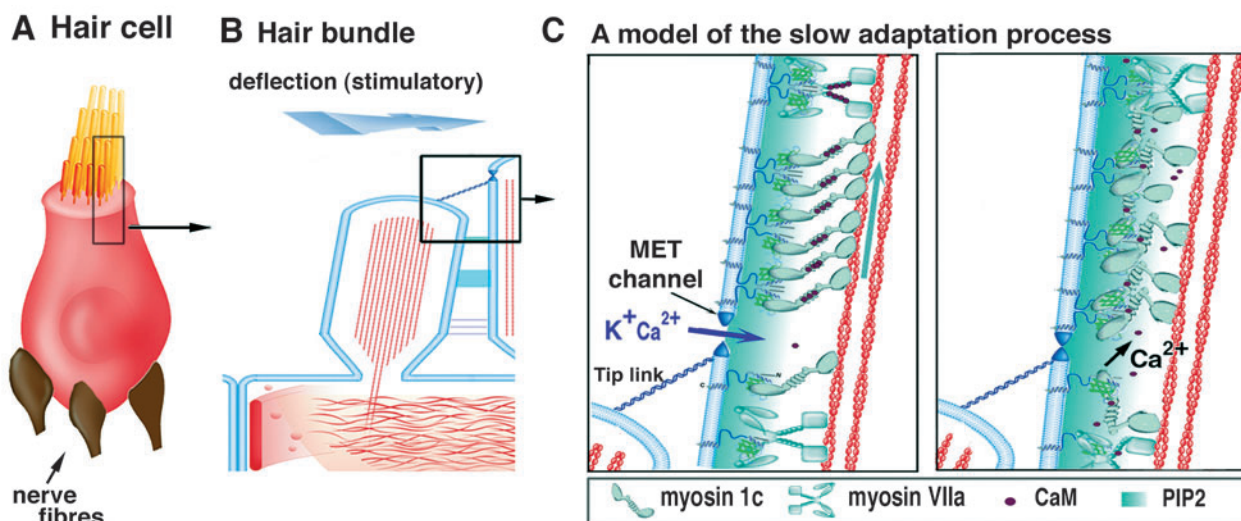 A Hair cell
nerve
fibres
B Hair bundle
deflection (stimulatory)
C A model of the slow adaptation process
MET
channel
K+Ca2+
Tip link
N
C
Ca2+
myosin 1c
myosin VIIa
CaM
PIP2